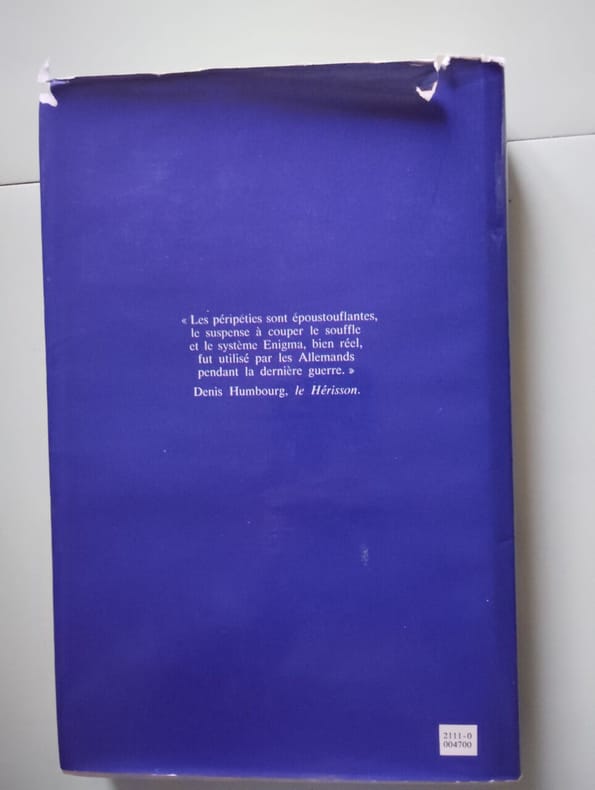 « Les péripéties sont époustouflantes,
le suspense à couper le souffle
et le système Enigma, bien réel,
fut utilisé par les Allemands
pendant la dernière guerre. »
Denis Humbourg, le Hérisson.
2111-0
004700